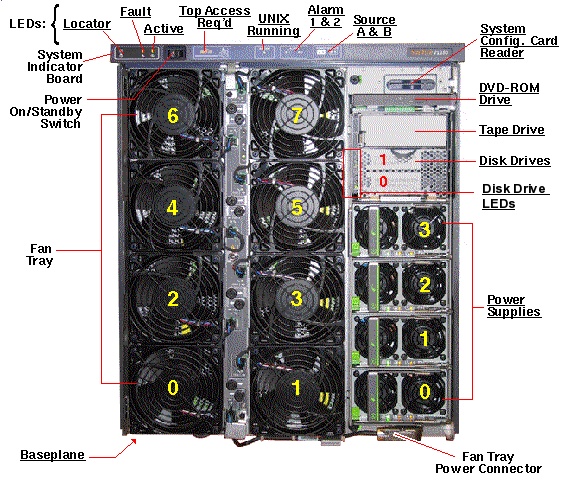 LEDs:
Locator
Fault
Active
Top Access
Req'd
UNIX
Running
Alarm
1 & 2
Source
A & B
System
Config. Card
Reader
System
Indicator
Board
Power
On/Standby
Switch
DVD-ROM
Drive
Tape Drive
Disk Drives
Disk Drive
LEDs
Fan
Tray
Power
Supplies
6
7
4
5
2
3
0
1
1
0
3
2
1
0
Baseplane
Fan Tray
Power Connector